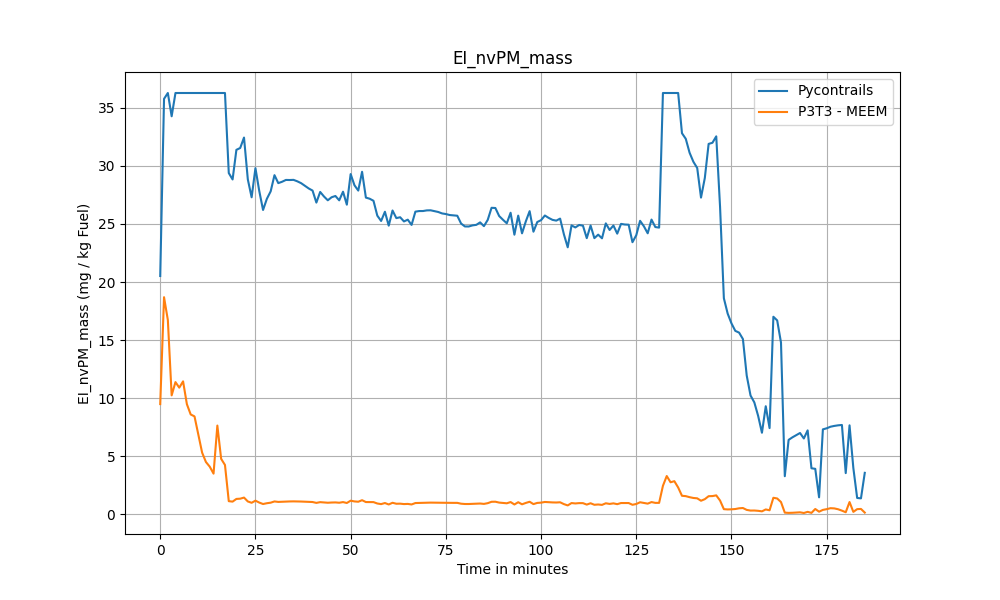 EI_nvPM_mass
Pycontrails
P3T3 - MEEM
EI_nvPM_mass (mg / kg Fuel)
35
30
25
20
15
10
5
0
0 25 50 75 100 125 150 175
Time in minutes